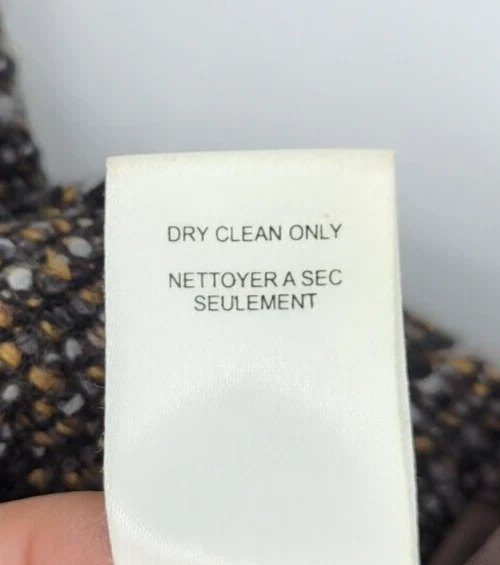 DRY CLEAN ONLY
NETTOYER A SEC
SEULEMENT